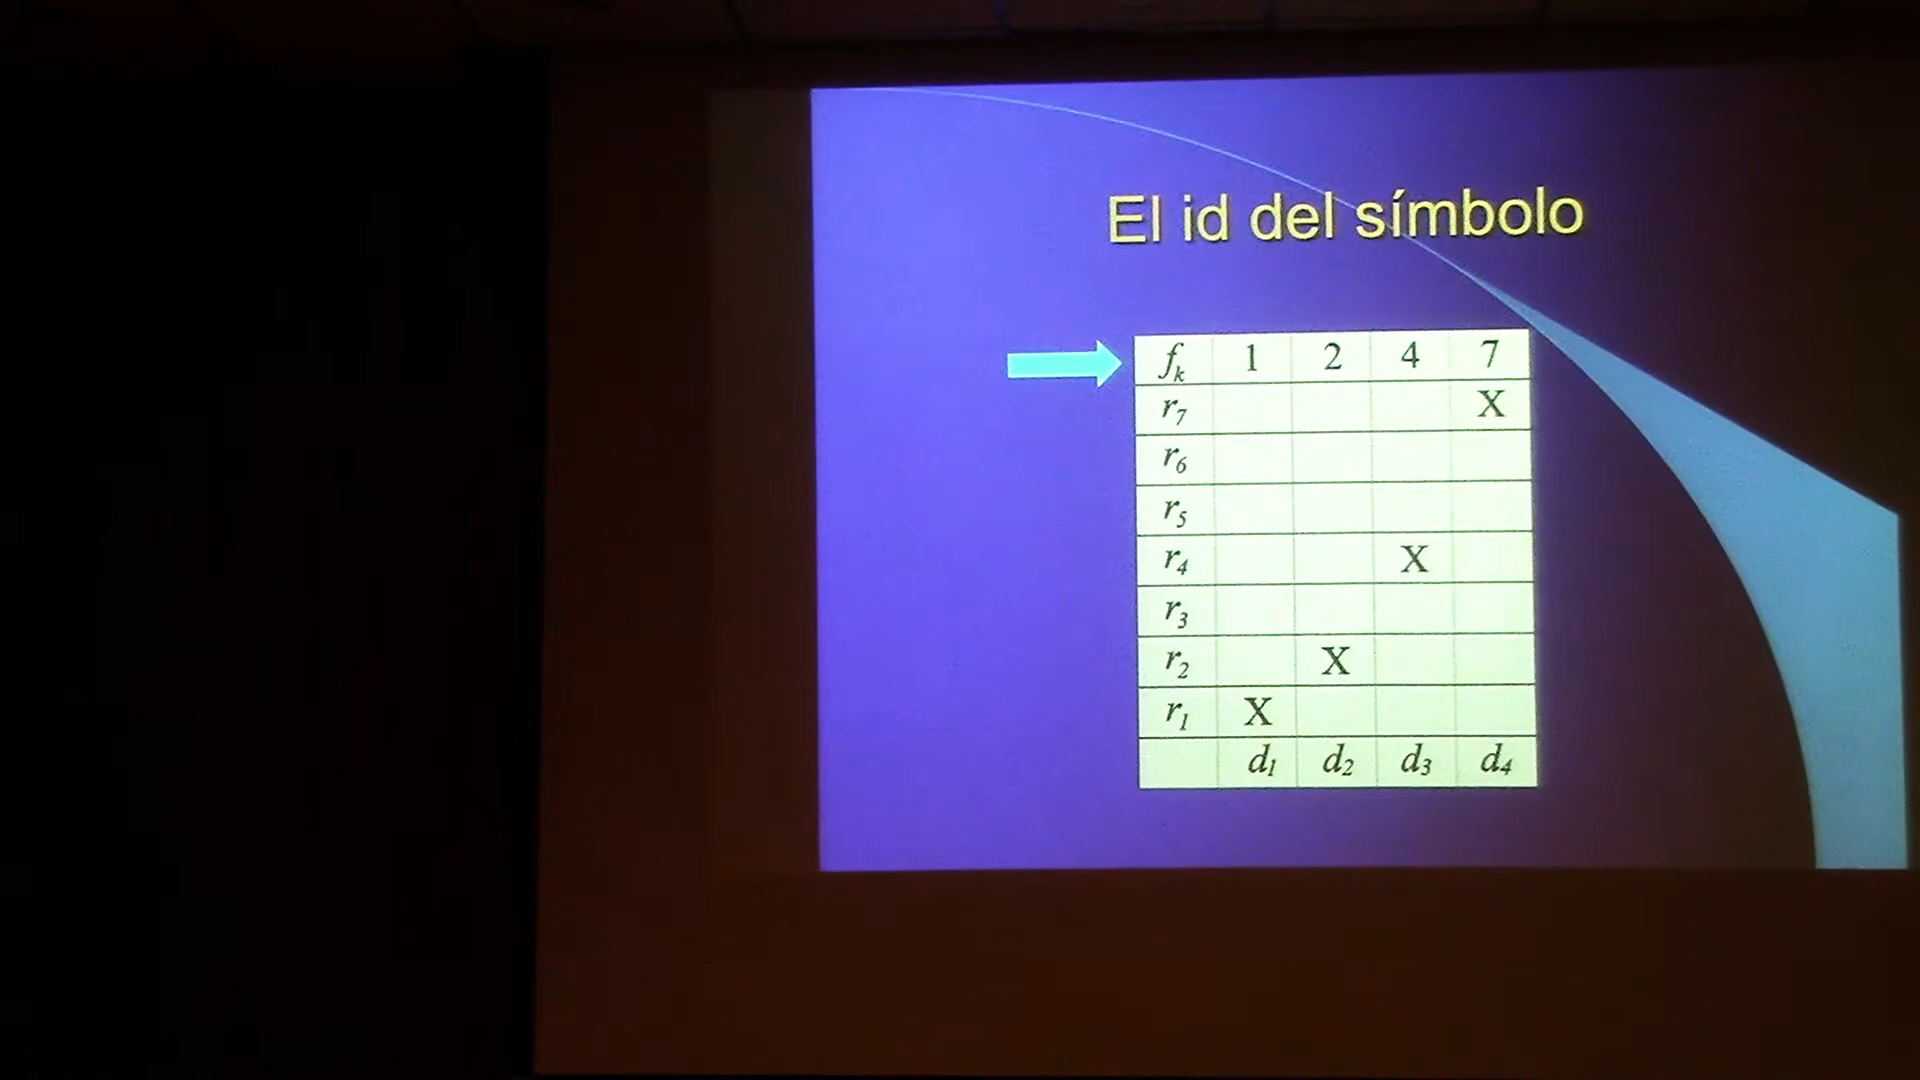 El id del símbolo
fk 1 2 4 7
r7 X
r6
r5
r4 X
r3
r2 X
r1 X
d1 d2 d3 d4